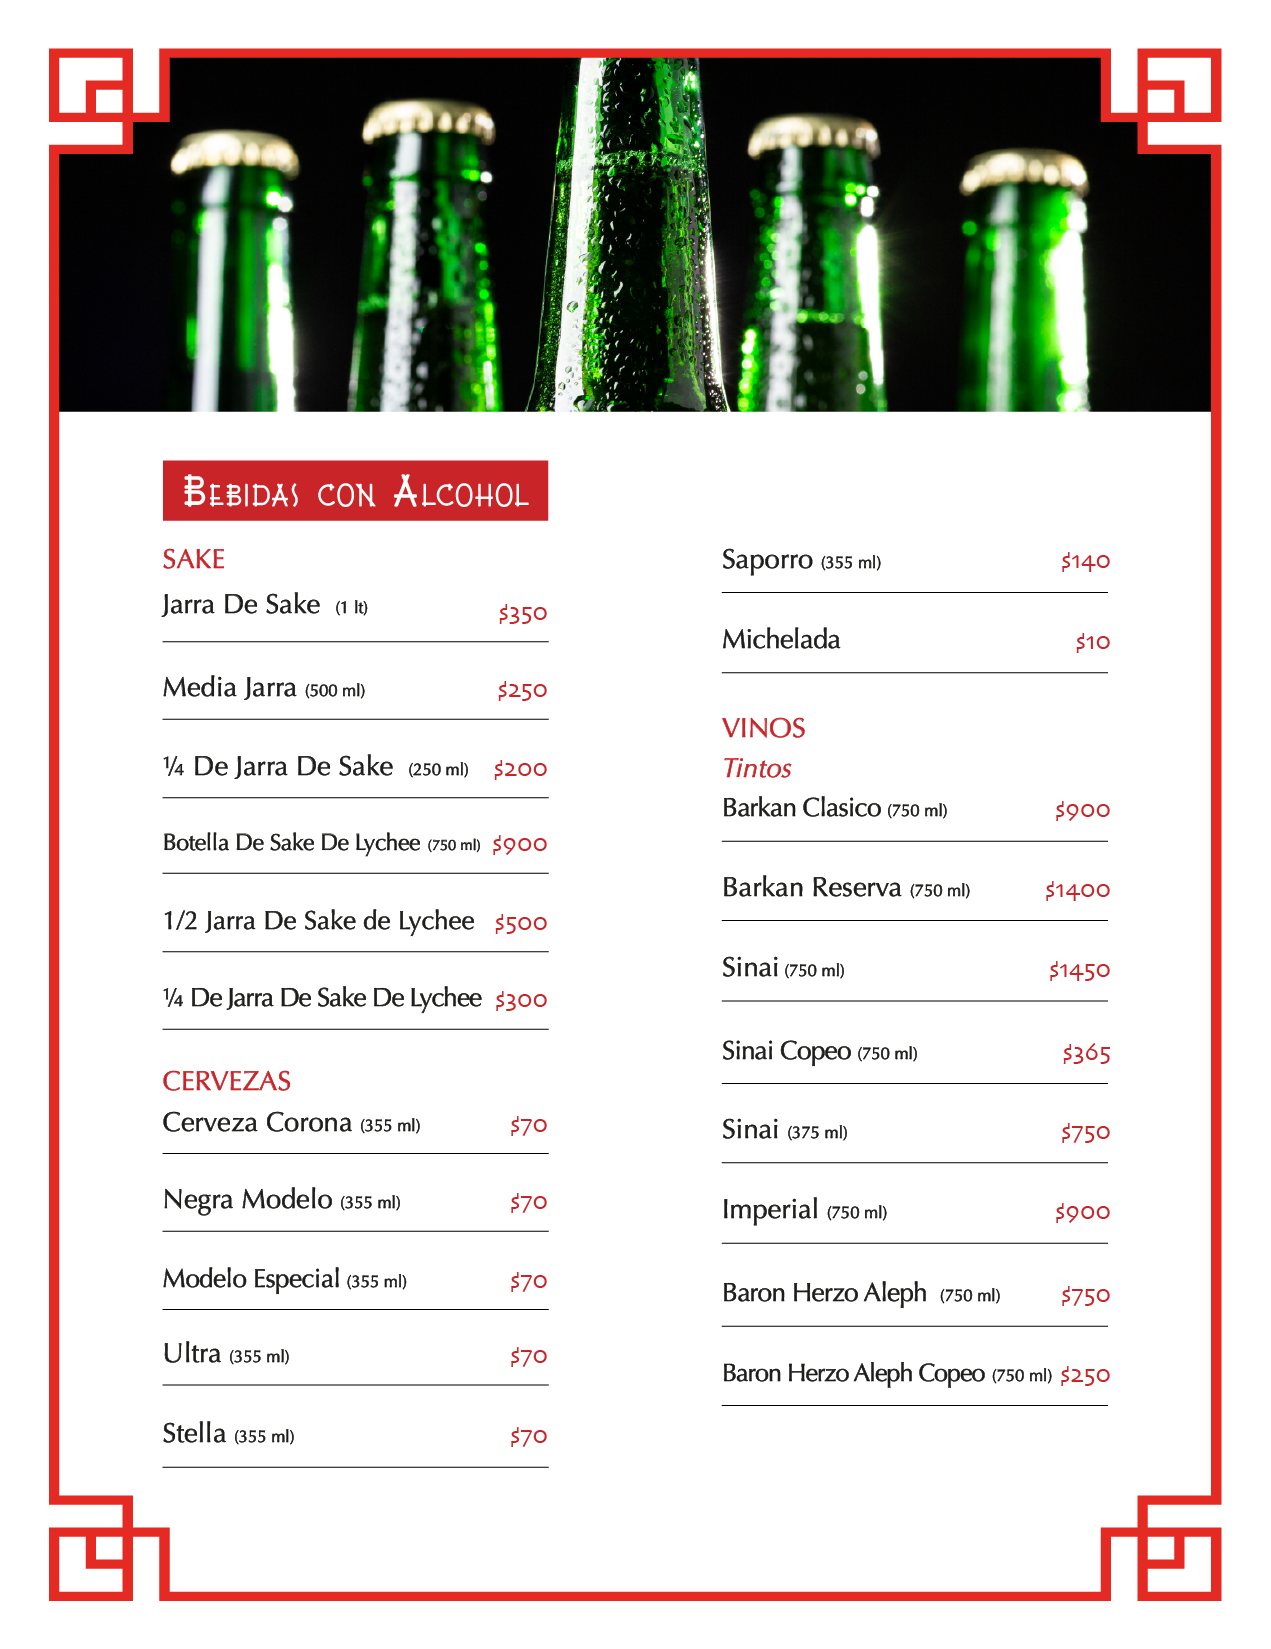 Bebidas con Alcohol
SAKE
Jarra De Sake (1 lt) $350
Media Jarra (500 ml) $250
¼ De Jarra De Sake (250 ml) $200
Botella De Sake De Lychee (750 ml) $900
1/2 Jarra De Sake de Lychee $500
¼ De Jarra De Sake De Lychee $300
CERVEZAS
Cerveza Corona (355 ml) $70
Negra Modelo (355 ml) $70
Modelo Especial (355 ml) $70
Ultra (355 ml) $70
Stella (355 ml) $70
Saporro (355 ml) $140
Michelada $10
VINOS
Tintos
Barkan Clasico (750 ml) $900
Barkan Reserva (750 ml) $1400
Sinai (750 ml) $1450
Sinai Copeo (750 ml) $365
Sinai (375 ml) $750
Imperial (750 ml) $900
Baron Herzo Aleph (750 ml) $750
Baron Herzo Aleph Copeo (750 ml) $250